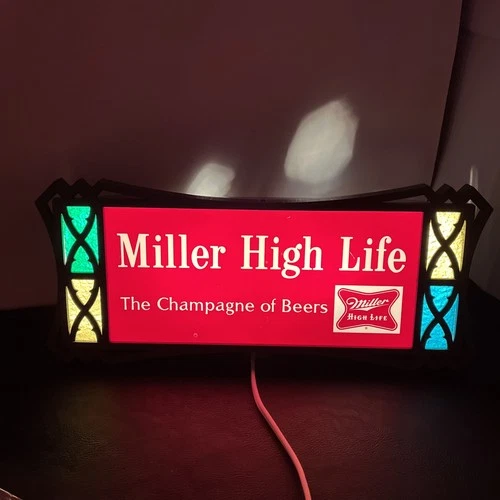 Miller High Life
The Champagne of Beers
Miller
HIGH LIFE